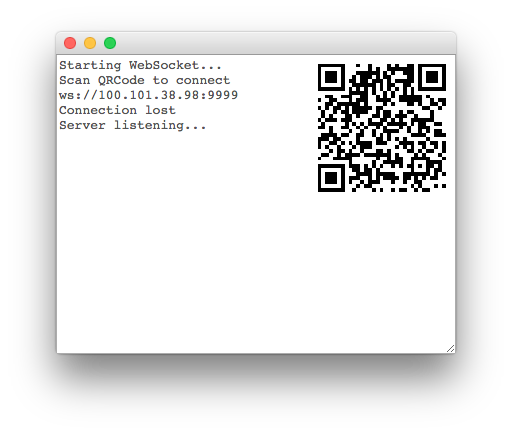 Starting WebSocket...
Scan QRCode to connect
ws://100.101.38.98:9999
Connection lost
Server listening...